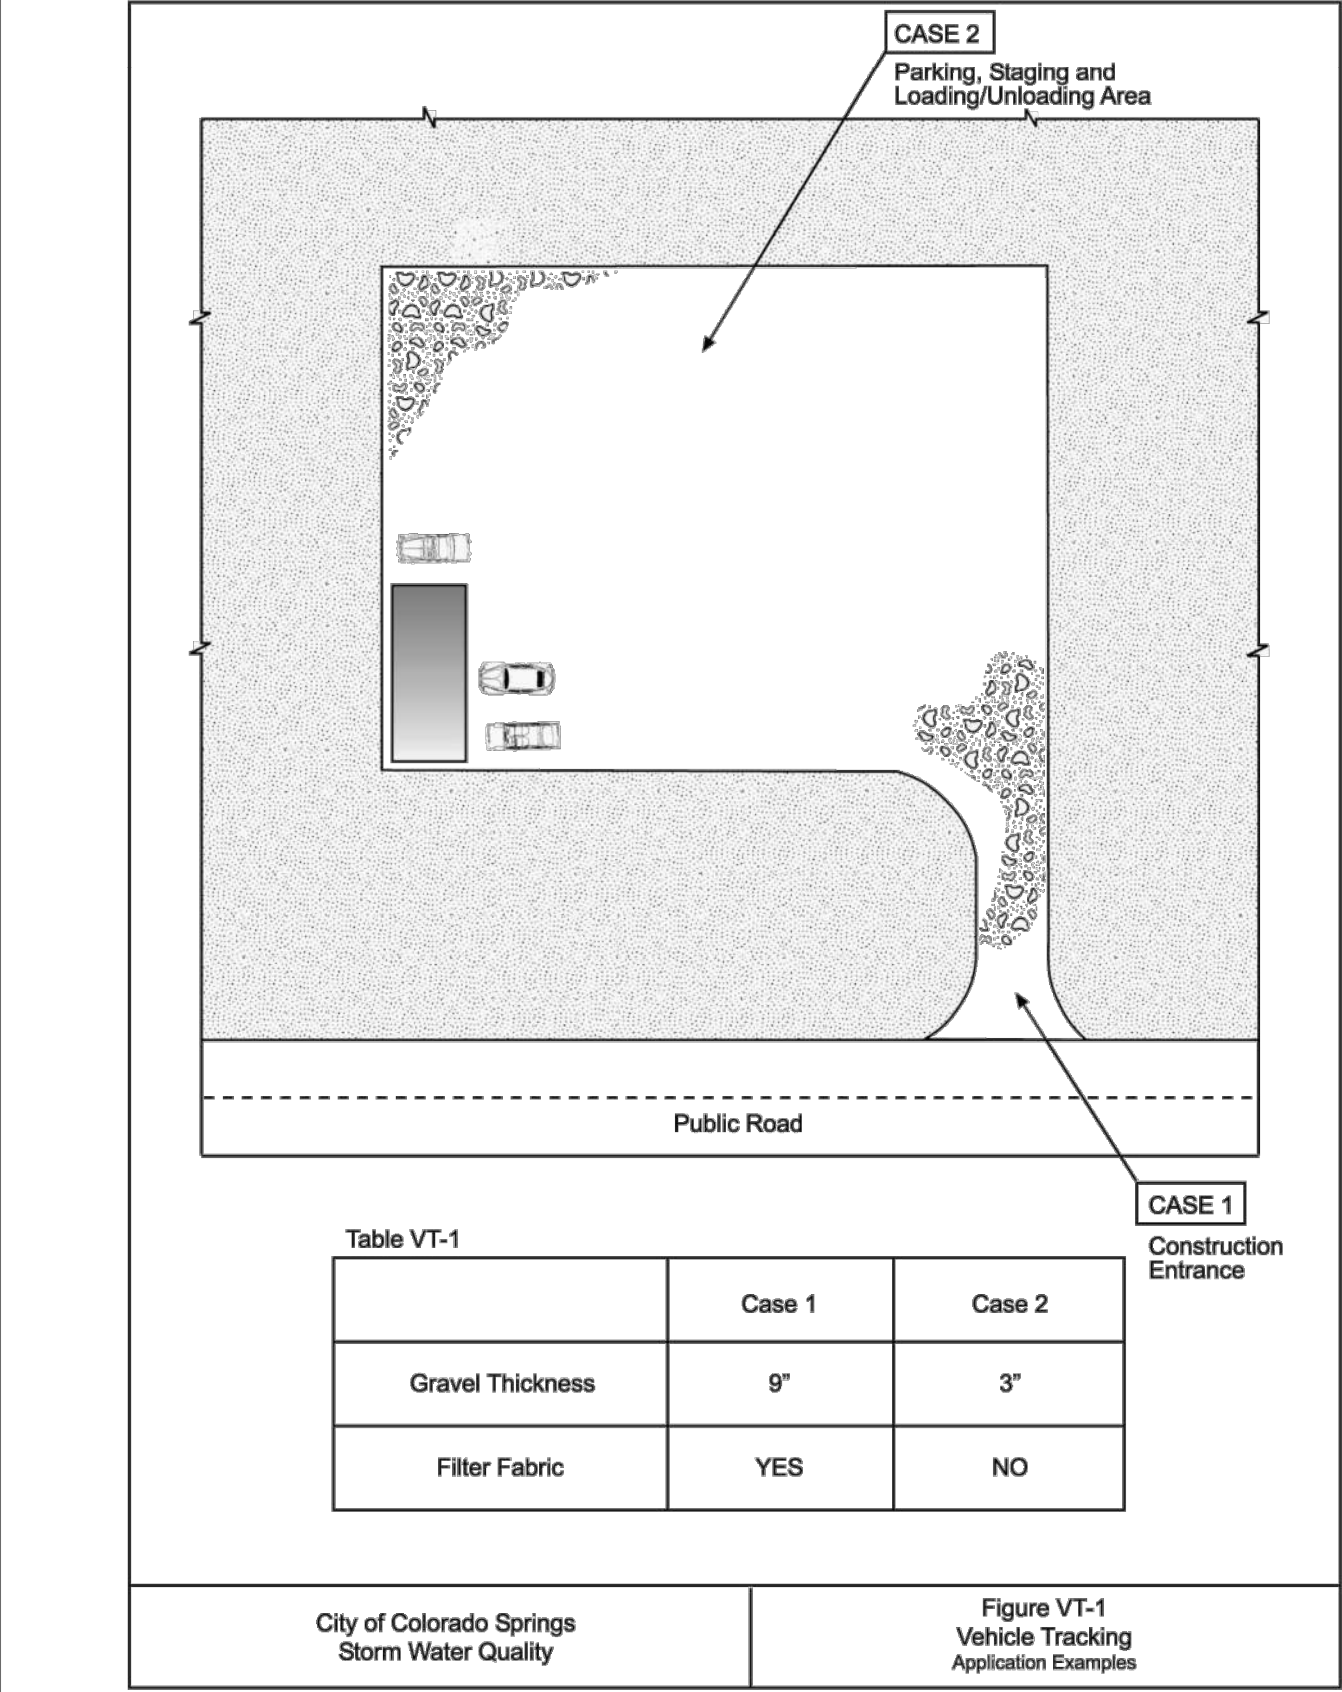 CASE 2
Parking, Staging and
Loading/Unloading Area
Public Road
CASE 1
Construction
Entrance
Table VT-1
Case 1 Case 2
Gravel Thickness 9” 3”
Filter Fabric YES NO
City of Colorado Springs
Storm Water Quality
Figure VT-1
Vehicle Tracking
Application Examples